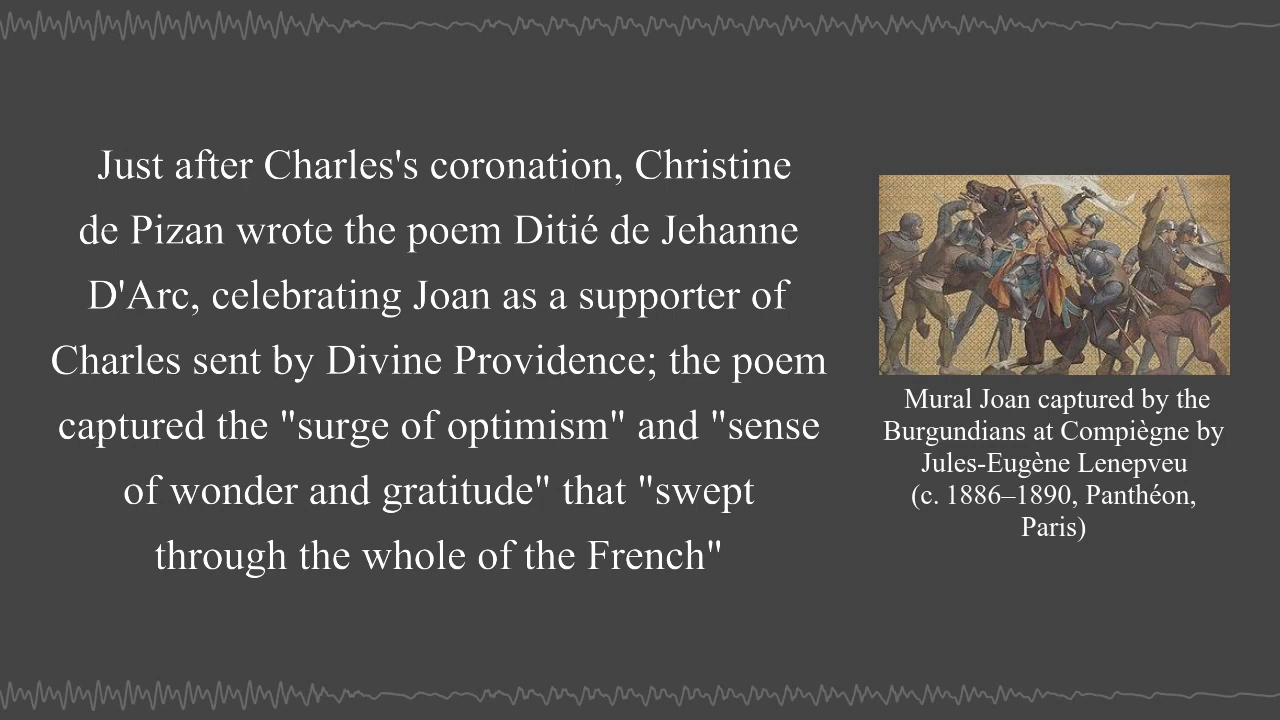 Just after Charles's coronation, Christine
de Pizan wrote the poem Ditié de Jehanne
D'Arc, celebrating Joan as a supporter of
Charles sent by Divine Providence; the poem
captured the "surge of optimism" and "sense
of wonder and gratitude" that "swept
through the whole of the French"
Mural Joan captured by the
Burgundians at Compiègne by
Jules-Eugène Lenepveu
(c. 1886–1890, Panthéon,
Paris)